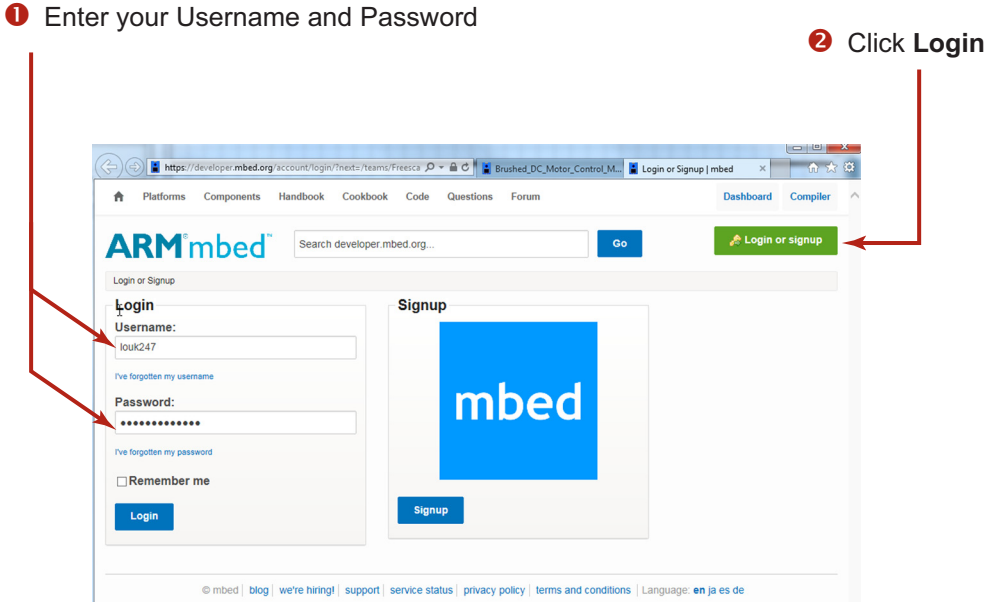 1 Enter your Username and Password
2 Click Login
https://developer.mbed.org/account/login/?next=/teams/Freesca
Brushed_DC_Motor_Control_M...
Login or Signup | mbed
Platforms Components Handbook Cookbook Code Questions Forum Dashboard Compiler
ARM®mbed™
Search developer.mbed.org...
Go
Login or signup
Login or Signup
Login
Username:
louk247
I've forgotten my username
Password:
•••••••••••••
I've forgotten my password
Remember me
Login
Signup
mbed
Signup
© mbed | blog | we're hiring! | support | service status | privacy policy | terms and conditions | Language: en ja es de